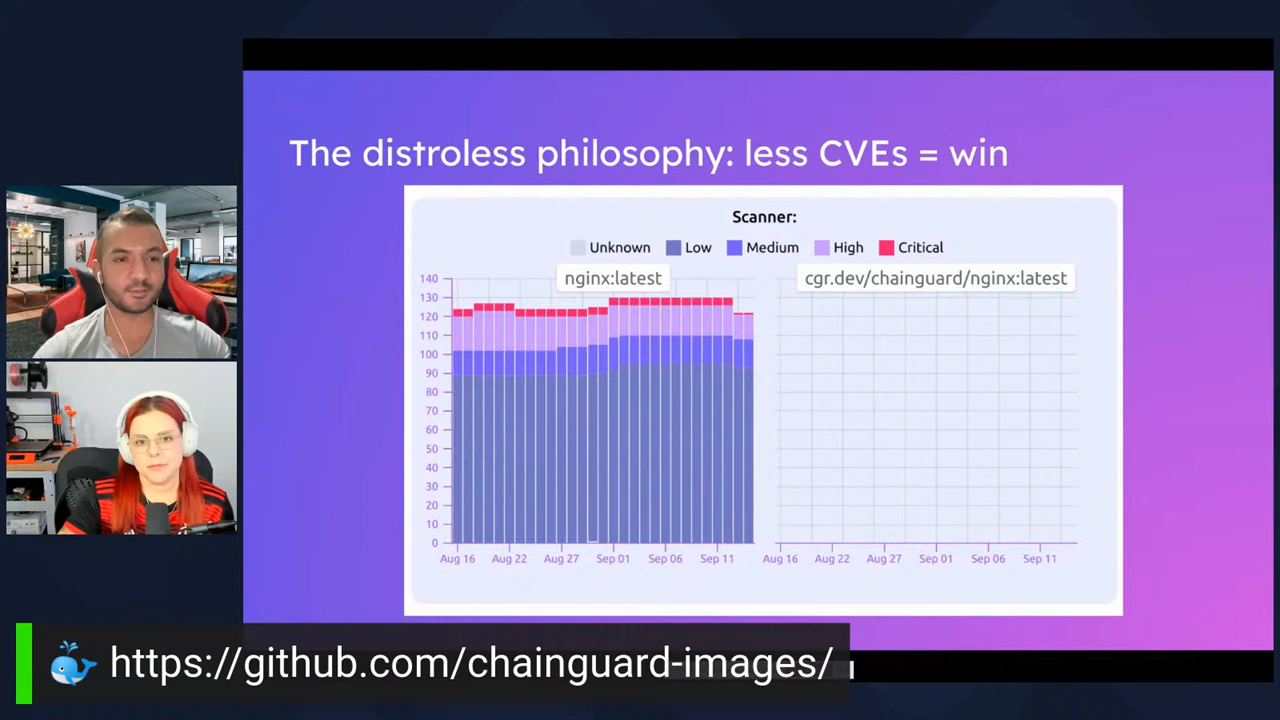 The distroless philosophy: less CVEs = win
Scanner:
Unknown Low Medium High Critical
nginx:latest
cgr.dev/chainguard/nginx:latest
140
130
120
110
100
90
80
70
60
50
40
30
20
10
0
Aug 16 Aug 22 Aug 27 Sep 01 Sep 06 Sep 11
Aug 16 Aug 22 Aug 27 Sep 01 Sep 06 Sep 11
https://github.com/chainguard-images/